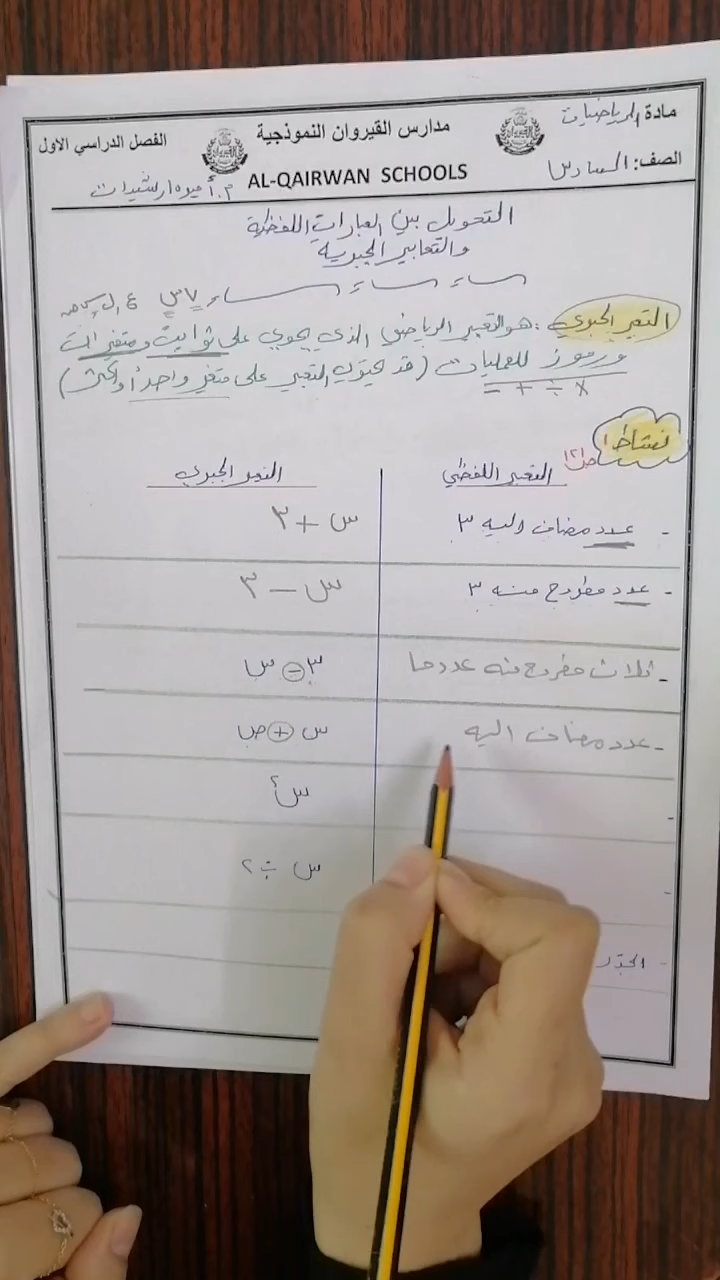 مادة الرياضيات
مدارس القيروان النموذجية
الفصل الدراسي الاول
الصف: السادس
AL-QAIRWAN SCHOOLS
التحويل بين العبارات اللفظية
والتعابير الجبرية
التعبير الجبري: هو التعبير الرياضي الذي يحوي على ثوابت ومتغيرات
ورموز للعمليات (قد يحتوي التعبير على متغير واحد أو أكثر)
- + ÷ x
نشاط ١
التعبير اللفظي
التعبير الجبري
- عدد مضاف اليه ٣
س + ٣
- عدد مطروح منه ٣
س - ٣
- ثلاث مطروح منه عدد ما
٣ - س
- عدد مضاف اليه
س + ص
-
س٢
-
س ÷ ٢
-